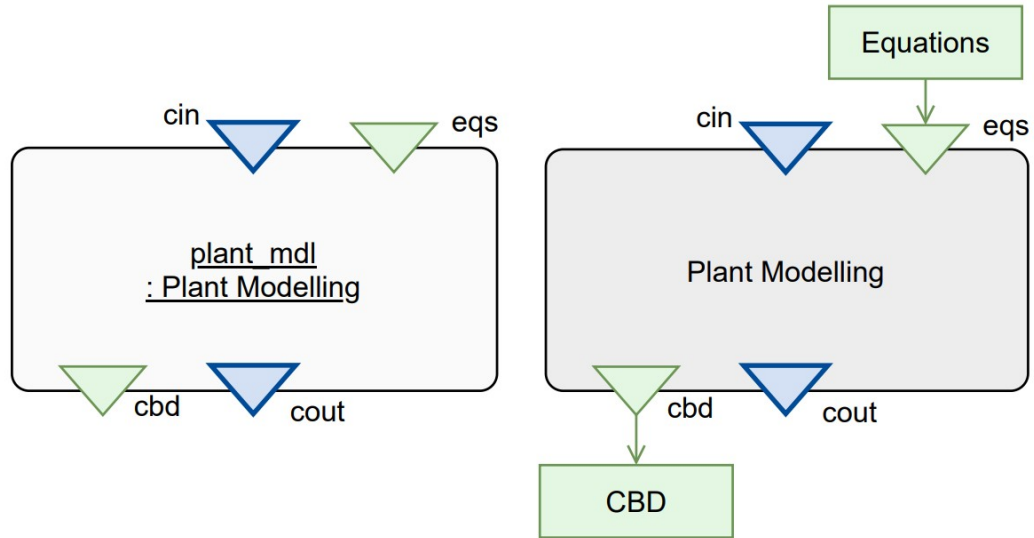 cin
eqs
plant_mdl
: Plant Modelling
cbd
cout
Equations
cin
eqs
Plant Modelling
cbd
cout
CBD